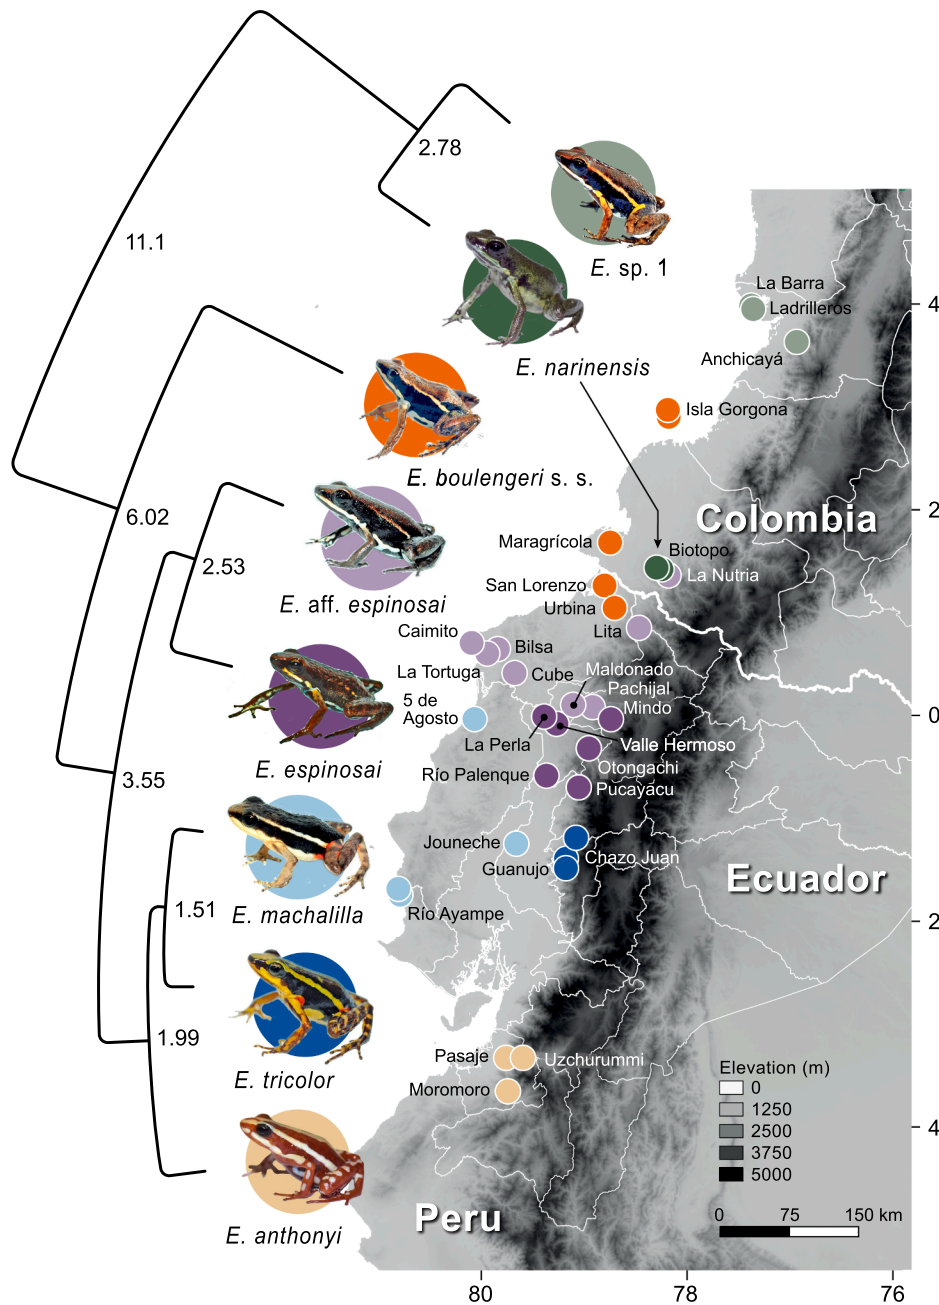 2.78
11.1
E. sp. 1
La Barra
Ladrilleros
4
Anchicayá
E. narinensis
Isla Gorgona
E. boulengeri s. s.
6.02
2
Colombia
Maragrícola
Biotopo
La Nutria
2.53
San Lorenzo
Urbina
E. aff. espinosai
Lita
Caimito
Bilsa
La Tortuga
Cube
Maldonado
Pachijal
Mindo
5 de
Agosto
0
La Perla
Valle Hermoso
E. espinosai
Otongachi
Río Palenque
Pucayacu
3.55
Jouneche
Chazo Juan
Guanujo
Ecuador
1.51
E. machalilla
Río Ayampe
2
1.99
Pasaje
Uzchurummi
Moromoro
E. tricolor
Elevation (m)
0
1250
2500
3750
5000
4
Peru
0 75 150 km
E. anthonyi
80 78 76